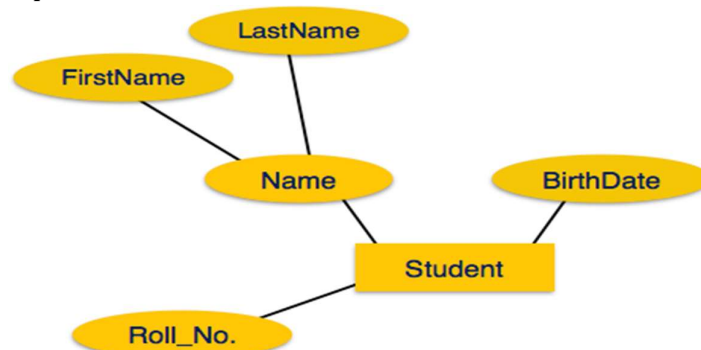 LastName
FirstName
Name
BirthDate
Student
Roll_No.